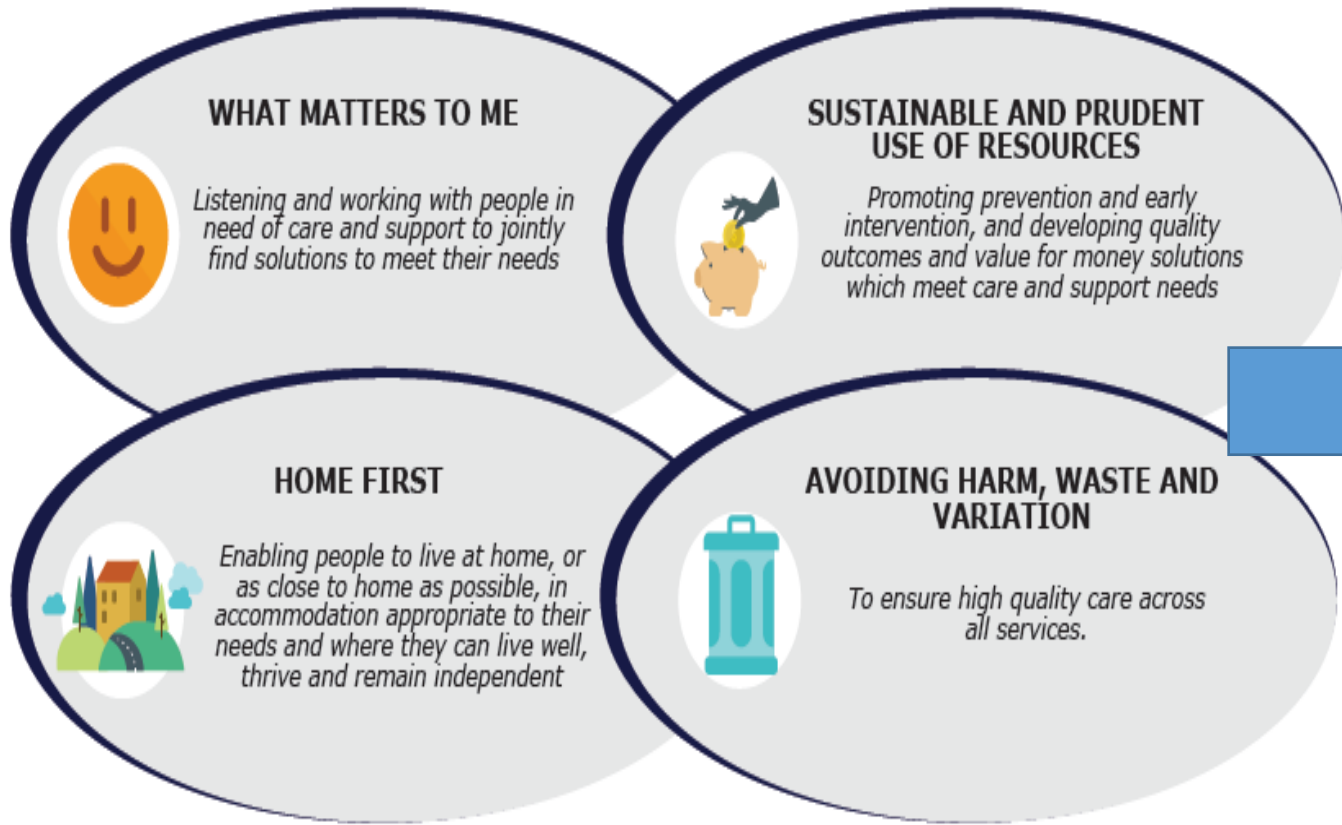 WHAT MATTERS TO ME
Listening and working with people in
need of care and support to jointly
find solutions to meet their needs
SUSTAINABLE AND PRUDENT
USE OF RESOURCES
Promoting prevention and early
intervention, and developing quality
outcomes and value for money solutions
which meet care and support needs
HOME FIRST
Enabling people to live at home, or
as close to home as possible, in
accommodation appropriate to their
needs and where they can live well,
thrive and remain independent
AVOIDING HARM, WASTE AND
VARIATION
To ensure high quality care across
all services.